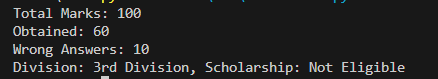 Total Marks: 100
Obtained: 60
Wrong Answers: 10
Division: 3rd Division, Scholarship: Not Eligible